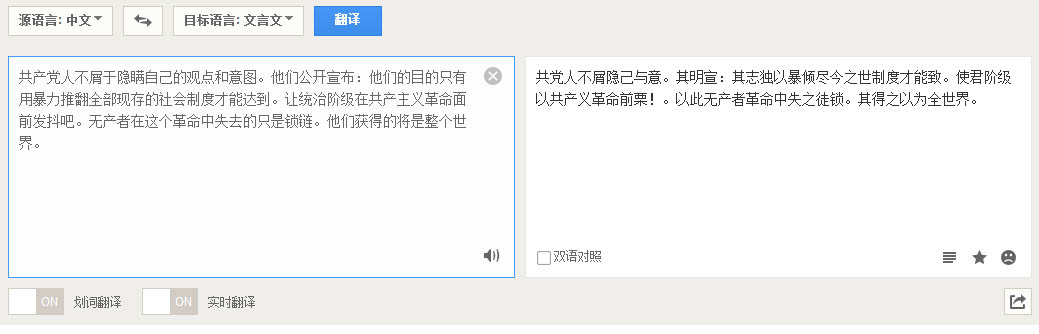 源语言: 中文
目标语言: 文言文
翻译
共产党人不屑于隐瞒自己的观点和意图。他们公开宣布：他们的目的只有
用暴力推翻全部现存的社会制度才能达到。让统治阶级在共产主义革命面
前发抖吧。无产者在这个革命中失去的只是锁链。他们获得的将是整个世
界。
共党人不屑隐己与意。其明宣：其志独以暴倾尽今之世制度才能致。使君阶级
以共产义革命前栗！。以此无产者革命中失之徒锁。其得之以为全世界。
双语对照
ON
划词翻译
ON
实时翻译